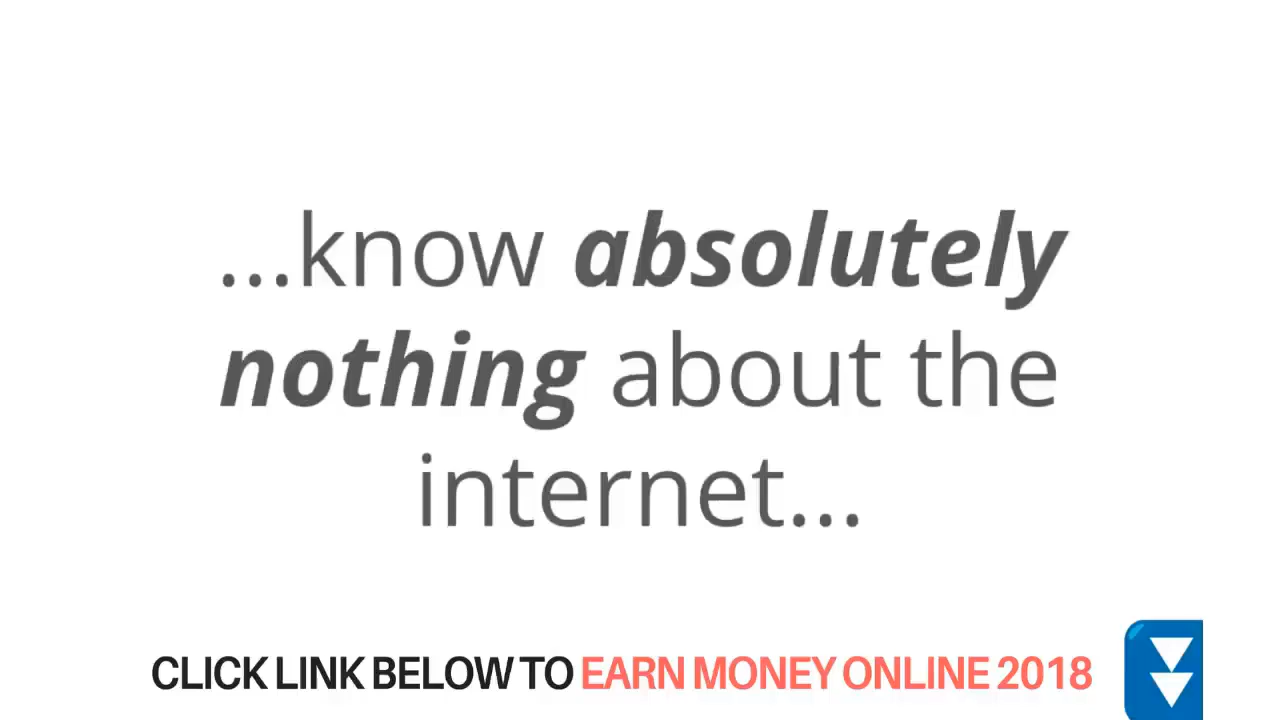 ...know absolutely
nothing about the
internet...
CLICK LINK BELOW TO EARN MONEY ONLINE 2018